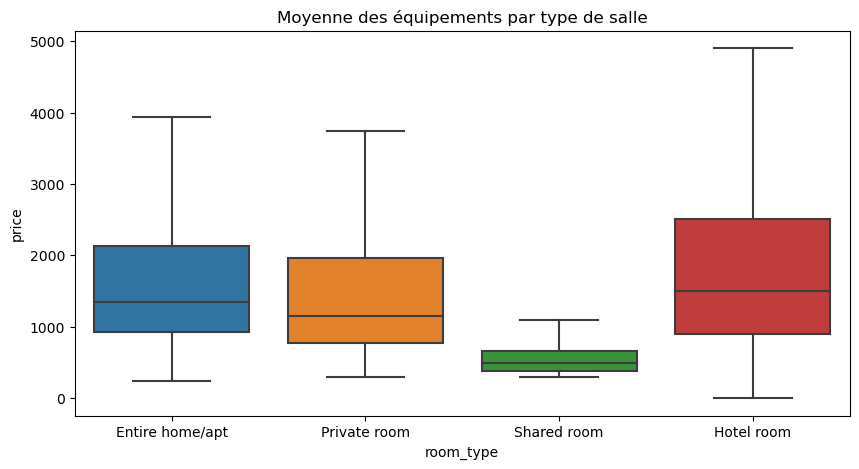 Moyenne des équipements par type de salle
5000
4000
3000
2000
1000
0
price
Entire home/apt
Private room
Shared room
Hotel room
room_type